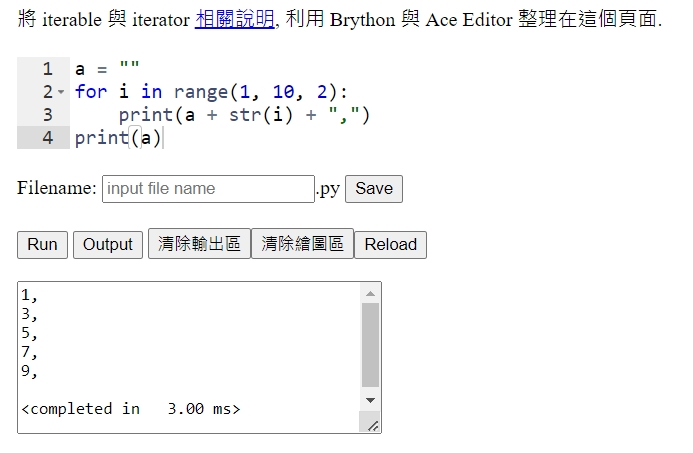 將 iterable 與 iterator 相關說明, 利用 Brython 與 Ace Editor 整理在這個頁面.
1 a = ""
2 for i in range(1, 10, 2):
3     print(a + str(i) + ",")
4 print(a)
Filename: input file name .py Save
Run Output 清除輸出區 清除繪圖區 Reload
1,
3,
5,
7,
9,
<completed in   3.00 ms>